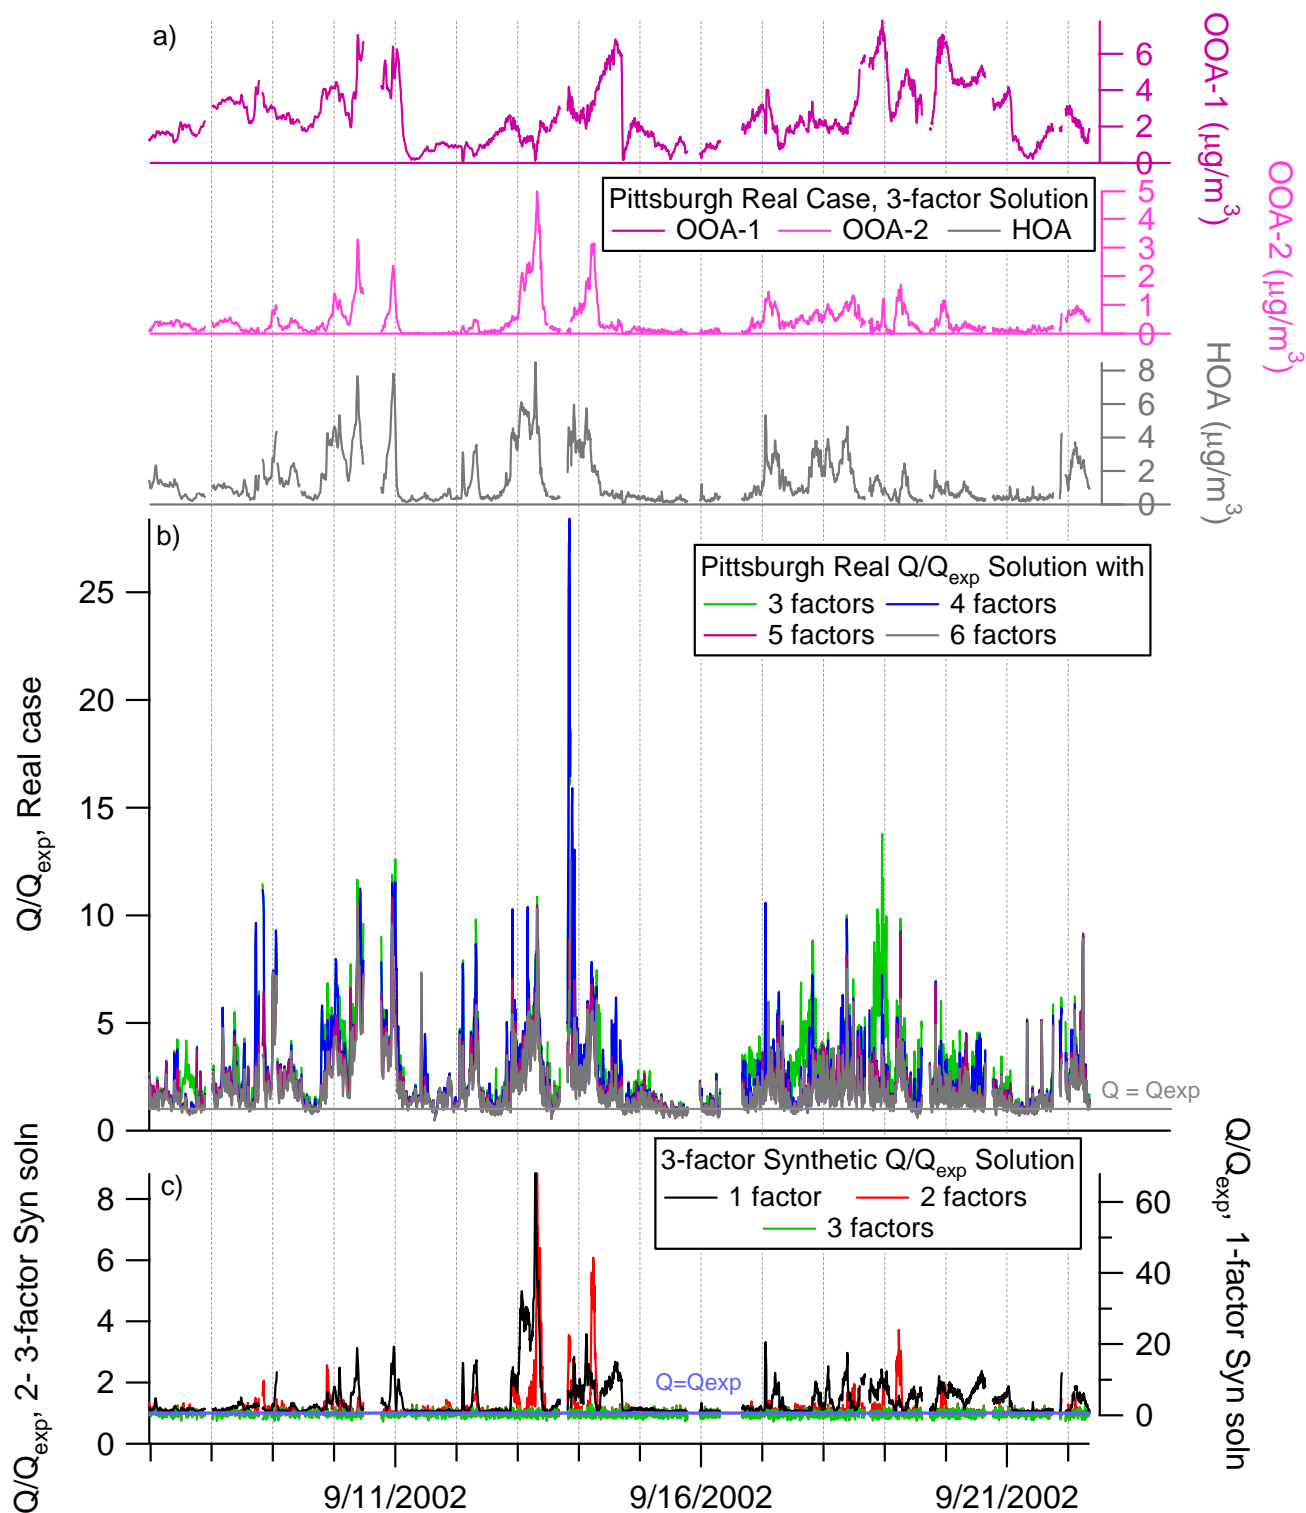 a)
6
4
2
0
OOA-1 (μg/m3)
Pittsburgh Real Case, 3-factor Solution
OOA-1 OOA-2 HOA
5
4
3
2
1
0
OOA-2 (μg/m3)
8
6
4
2
0
HOA (μg/m3)
b)
Pittsburgh Real Q/Qexp Solution with
3 factors 4 factors
5 factors 6 factors
25
20
15
10
5
0
Q/Qexp, Real case
Q = Qexp
c)
3-factor Synthetic Q/Qexp Solution
1 factor 2 factors
3 factors
8
6
4
2
0
Q/Qexp, 2- 3-factor Syn soln
Q=Qexp
60
40
20
0
Q/Qexp, 1-factor Syn soln
9/11/2002 9/16/2002 9/21/2002